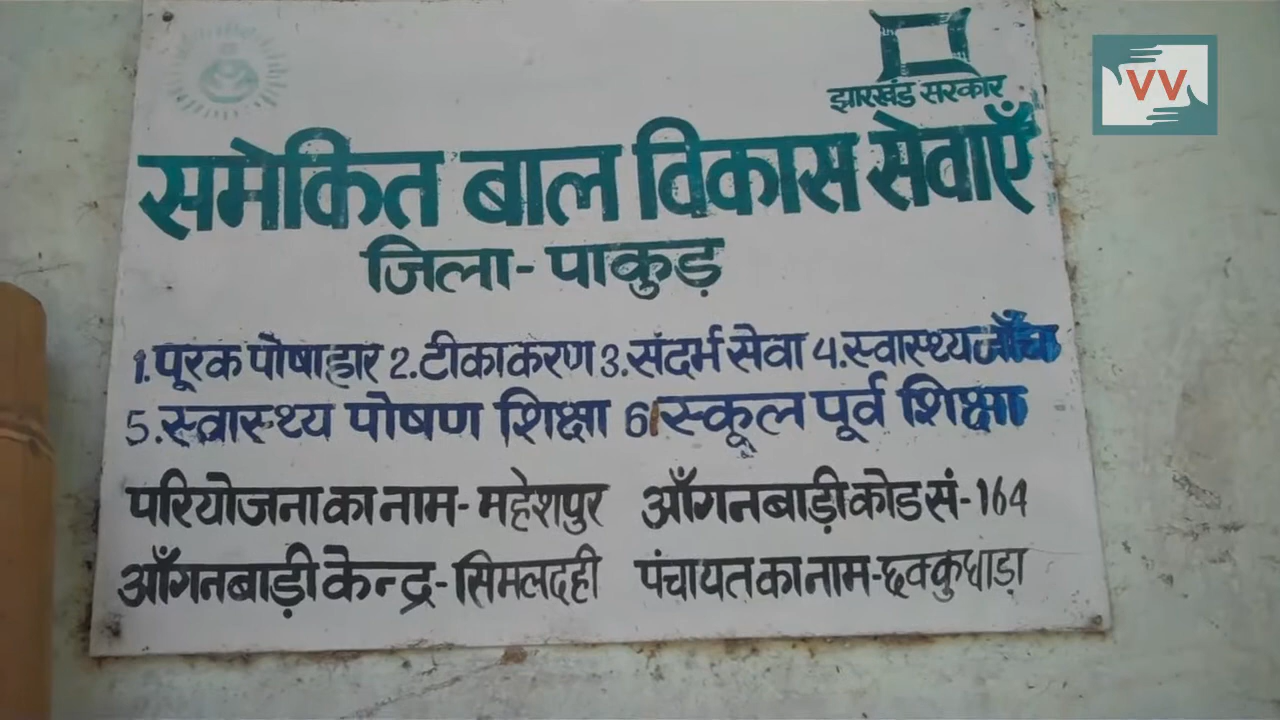 झारखंड सरकार
VV
समेकित बाल विकास सेवाएँ
जिला - पाकुड़
1. पूरक पोषाहार 2. टीकाकरण 3. संदर्भ सेवा 4. स्वास्थ्य जाँच
5. स्वास्थ्य पोषण शिक्षा 6. स्कूल पूर्व शिक्षा
परियोजना का नाम - महेशपुर आँगनबाड़ी कोड सं - 164
आँगनबाड़ी केन्द्र - सिमलदही पंचायत का नाम - छक्कुधाड़ा